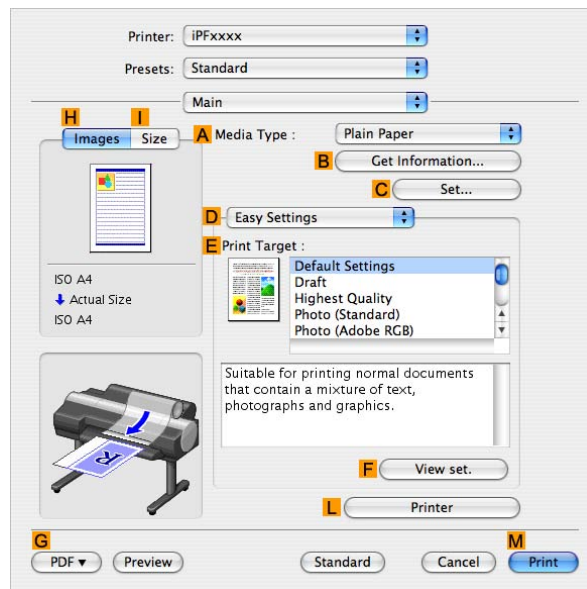 Printer: iPFxxxx
Presets: Standard
Main
H I
Images Size
A Media Type : Plain Paper
B Get Information...
C Set...
D Easy Settings
E Print Target :
Default Settings
Draft
Highest Quality
Photo (Standard)
Photo (Adobe RGB)
ISO A4
Actual Size
ISO A4
Suitable for printing normal documents
that contain a mixture of text,
photographs and graphics.
F View set.
L Printer
G M
PDF Preview Standard Cancel Print